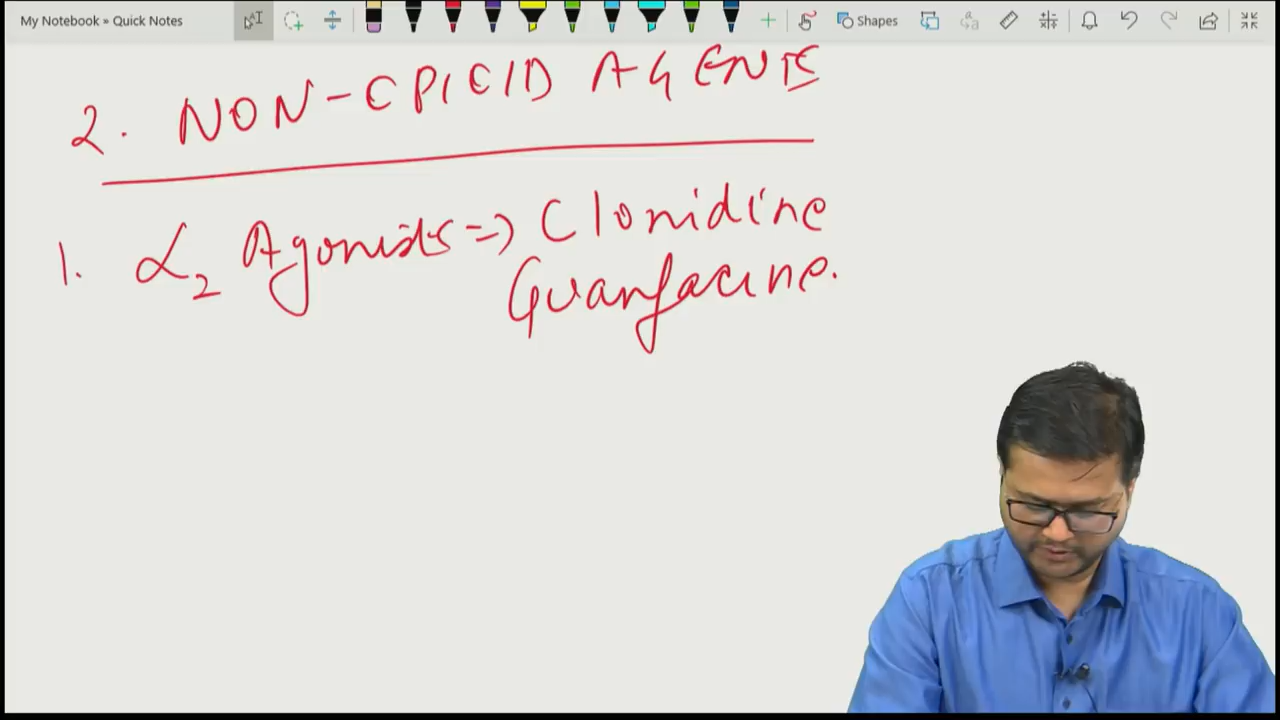 My Notebook » Quick Notes
Shapes
2. NON-OPIOID AGENTS
1. α2 Agonists => Clonidine
Guanfacine.